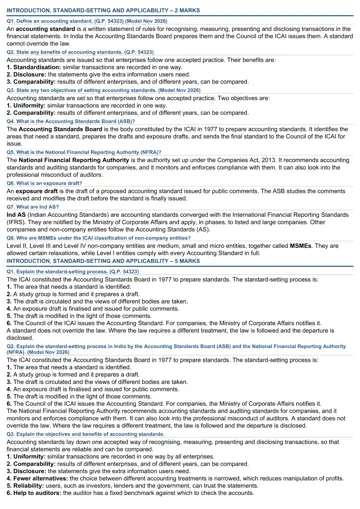 INTRODUCTION, STANDARD-SETTING AND APPLICABILITY – 2 MARKS
Q1. Define an accounting standard. (Q.P. 54323) (Model Nov 2026)
An accounting standard is a written statement of rules for recognising, measuring, presenting and disclosing transactions in the
financial statements. In India the Accounting Standards Board prepares them and the Council of the ICAI issues them. A standard
cannot override the law.
Q2. State any benefits of accounting standards. (Q.P. 54323)
Accounting standards are issued so that enterprises follow one accepted practice. Their benefits are:
1. Standardisation: similar transactions are recorded in one way.
2. Disclosure: the statements give the extra information users need.
3. Comparability: results of different enterprises, and of different years, can be compared.
Q3. State any two objectives of setting accounting standards. (Model Nov 2026)
Accounting standards are set so that enterprises follow one accepted practice. Two objectives are:
1. Uniformity: similar transactions are recorded in one way.
2. Comparability: results of different enterprises, and of different years, can be compared.
Q4. What is the Accounting Standards Board (ASB)?
The Accounting Standards Board is the body constituted by the ICAI in 1977 to prepare accounting standards. It identifies the
areas that need a standard, prepares the drafts and exposure drafts, and sends the final standard to the Council of the ICAI for
issue.
Q5. What is the National Financial Reporting Authority (NFRA)?
The National Financial Reporting Authority is the authority set up under the Companies Act, 2013. It recommends accounting
standards and auditing standards for companies, and it monitors and enforces compliance with them. It can also look into the
professional misconduct of auditors.
Q6. What is an exposure draft?
An exposure draft is the draft of a proposed accounting standard issued for public comments. The ASB studies the comments
received and modifies the draft before the standard is finally issued.
Q7. What are Ind AS?
Ind AS (Indian Accounting Standards) are accounting standards converged with the International Financial Reporting Standards
(IFRS). They are notified by the Ministry of Corporate Affairs and apply, in phases, to listed and large companies. Other
companies and non-company entities follow the Accounting Standards (AS).
Q8. Who are MSMEs under the ICAI classification of non-company entities?
Level II, Level III and Level IV non-company entities are medium, small and micro entities, together called MSMEs. They are
allowed certain relaxations, while Level I entities comply with every Accounting Standard in full.
INTRODUCTION, STANDARD-SETTING AND APPLICABILITY – 5 MARKS
Q1. Explain the standard-setting process. (Q.P. 54323)
The ICAI constituted the Accounting Standards Board in 1977 to prepare standards. The standard-setting process is:
1. The area that needs a standard is identified.
2. A study group is formed and it prepares a draft.
3. The draft is circulated and the views of different bodies are taken.
4. An exposure draft is finalised and issued for public comments.
5. The draft is modified in the light of those comments.
6. The Council of the ICAI issues the standard. For companies, the Ministry of Corporate Affairs notifies it.
A standard does not override the law. Where the law requires a different treatment, the law is followed and the departure is
disclosed.
Q2. Explain the standard-setting process in India by the Accounting Standards Board (ASB) and the National Financial Reporting Authority
(NFRA). (Model Nov 2026)
The ICAI constituted the Accounting Standards Board in 1977 to prepare standards. The standard-setting process is:
1. The area that needs a standard is identified.
2. A study group is formed and it prepares a draft.
3. The draft is circulated and the views of different bodies are taken.
4. An exposure draft is finalised and issued for public comments.
5. The draft is modified in the light of those comments.
6. The Council of the ICAI issues the standard. For companies, the Ministry of Corporate Affairs notifies it.
The National Financial Reporting Authority recommends accounting standards and auditing standards for companies, and it
monitors and enforces compliance with them. It can also look into the professional misconduct of auditors. A standard does not
override the law. Where the law requires a different treatment, the law is followed and the departure is disclosed.
Q3. Explain the objectives and benefits of accounting standards.
Accounting standards lay down one accepted way of recognising, measuring, presenting and disclosing transactions, so that
financial statements are reliable and can be compared.
1. Uniformity: similar transactions are recorded in one way by all enterprises.
2. Comparability: results of different enterprises, and of different years, can be compared.
3. Disclosure: the statements give the extra information users need.
4. Fewer alternatives: the choice between different accounting treatments is narrowed, which reduces manipulation of profits.
5. Reliability: users, such as investors, lenders and the government, can trust the statements.
6. Help to auditors: the auditor has a fixed benchmark against which to check the accounts.